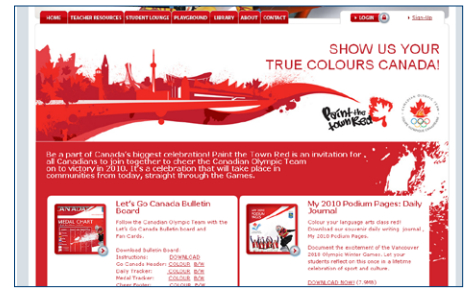 HOME TEACHER RESOURCES STUDENT LOUNGE PLAYGROUND LIBRARY ABOUT CONTACT LOGIN Sign-Up
SHOW US YOUR
TRUE COLOURS CANADA!
Paint the
town Red
Be a part of Canada's biggest celebration! Paint the Town Red is an invitation for
all Canadians to join together to cheer the Canadian Olympic Team
on to victory in 2010. It's a celebration that will take place in
communities from today, straight through the Games.
Let's Go Canada Bulletin
Board
MEDAL CHART
Follow the Canadian Olympic Team with the
Let's Go Canada Bulletin board and
Fan Cards.
Download Bulletin Board:
Instructions: DOWNLOAD
Go Canada Header: COLOUR B/W
Daily Tracker: COLOUR B/W
Medal Tracker: COLOUR B/W
Cheer Poster: COLOUR B/W
My 2010 Podium Pages: Daily
Journal
Colour your language arts class red!
Download our souvenir daily writing journal,
My 2010 Podium Pages.
Document the excitement of the Vancouver
2010 Olympic Winter Games. Let your
students reflect on this once in a lifetime
celebration of sport and culture.
DOWNLOAD NOW!